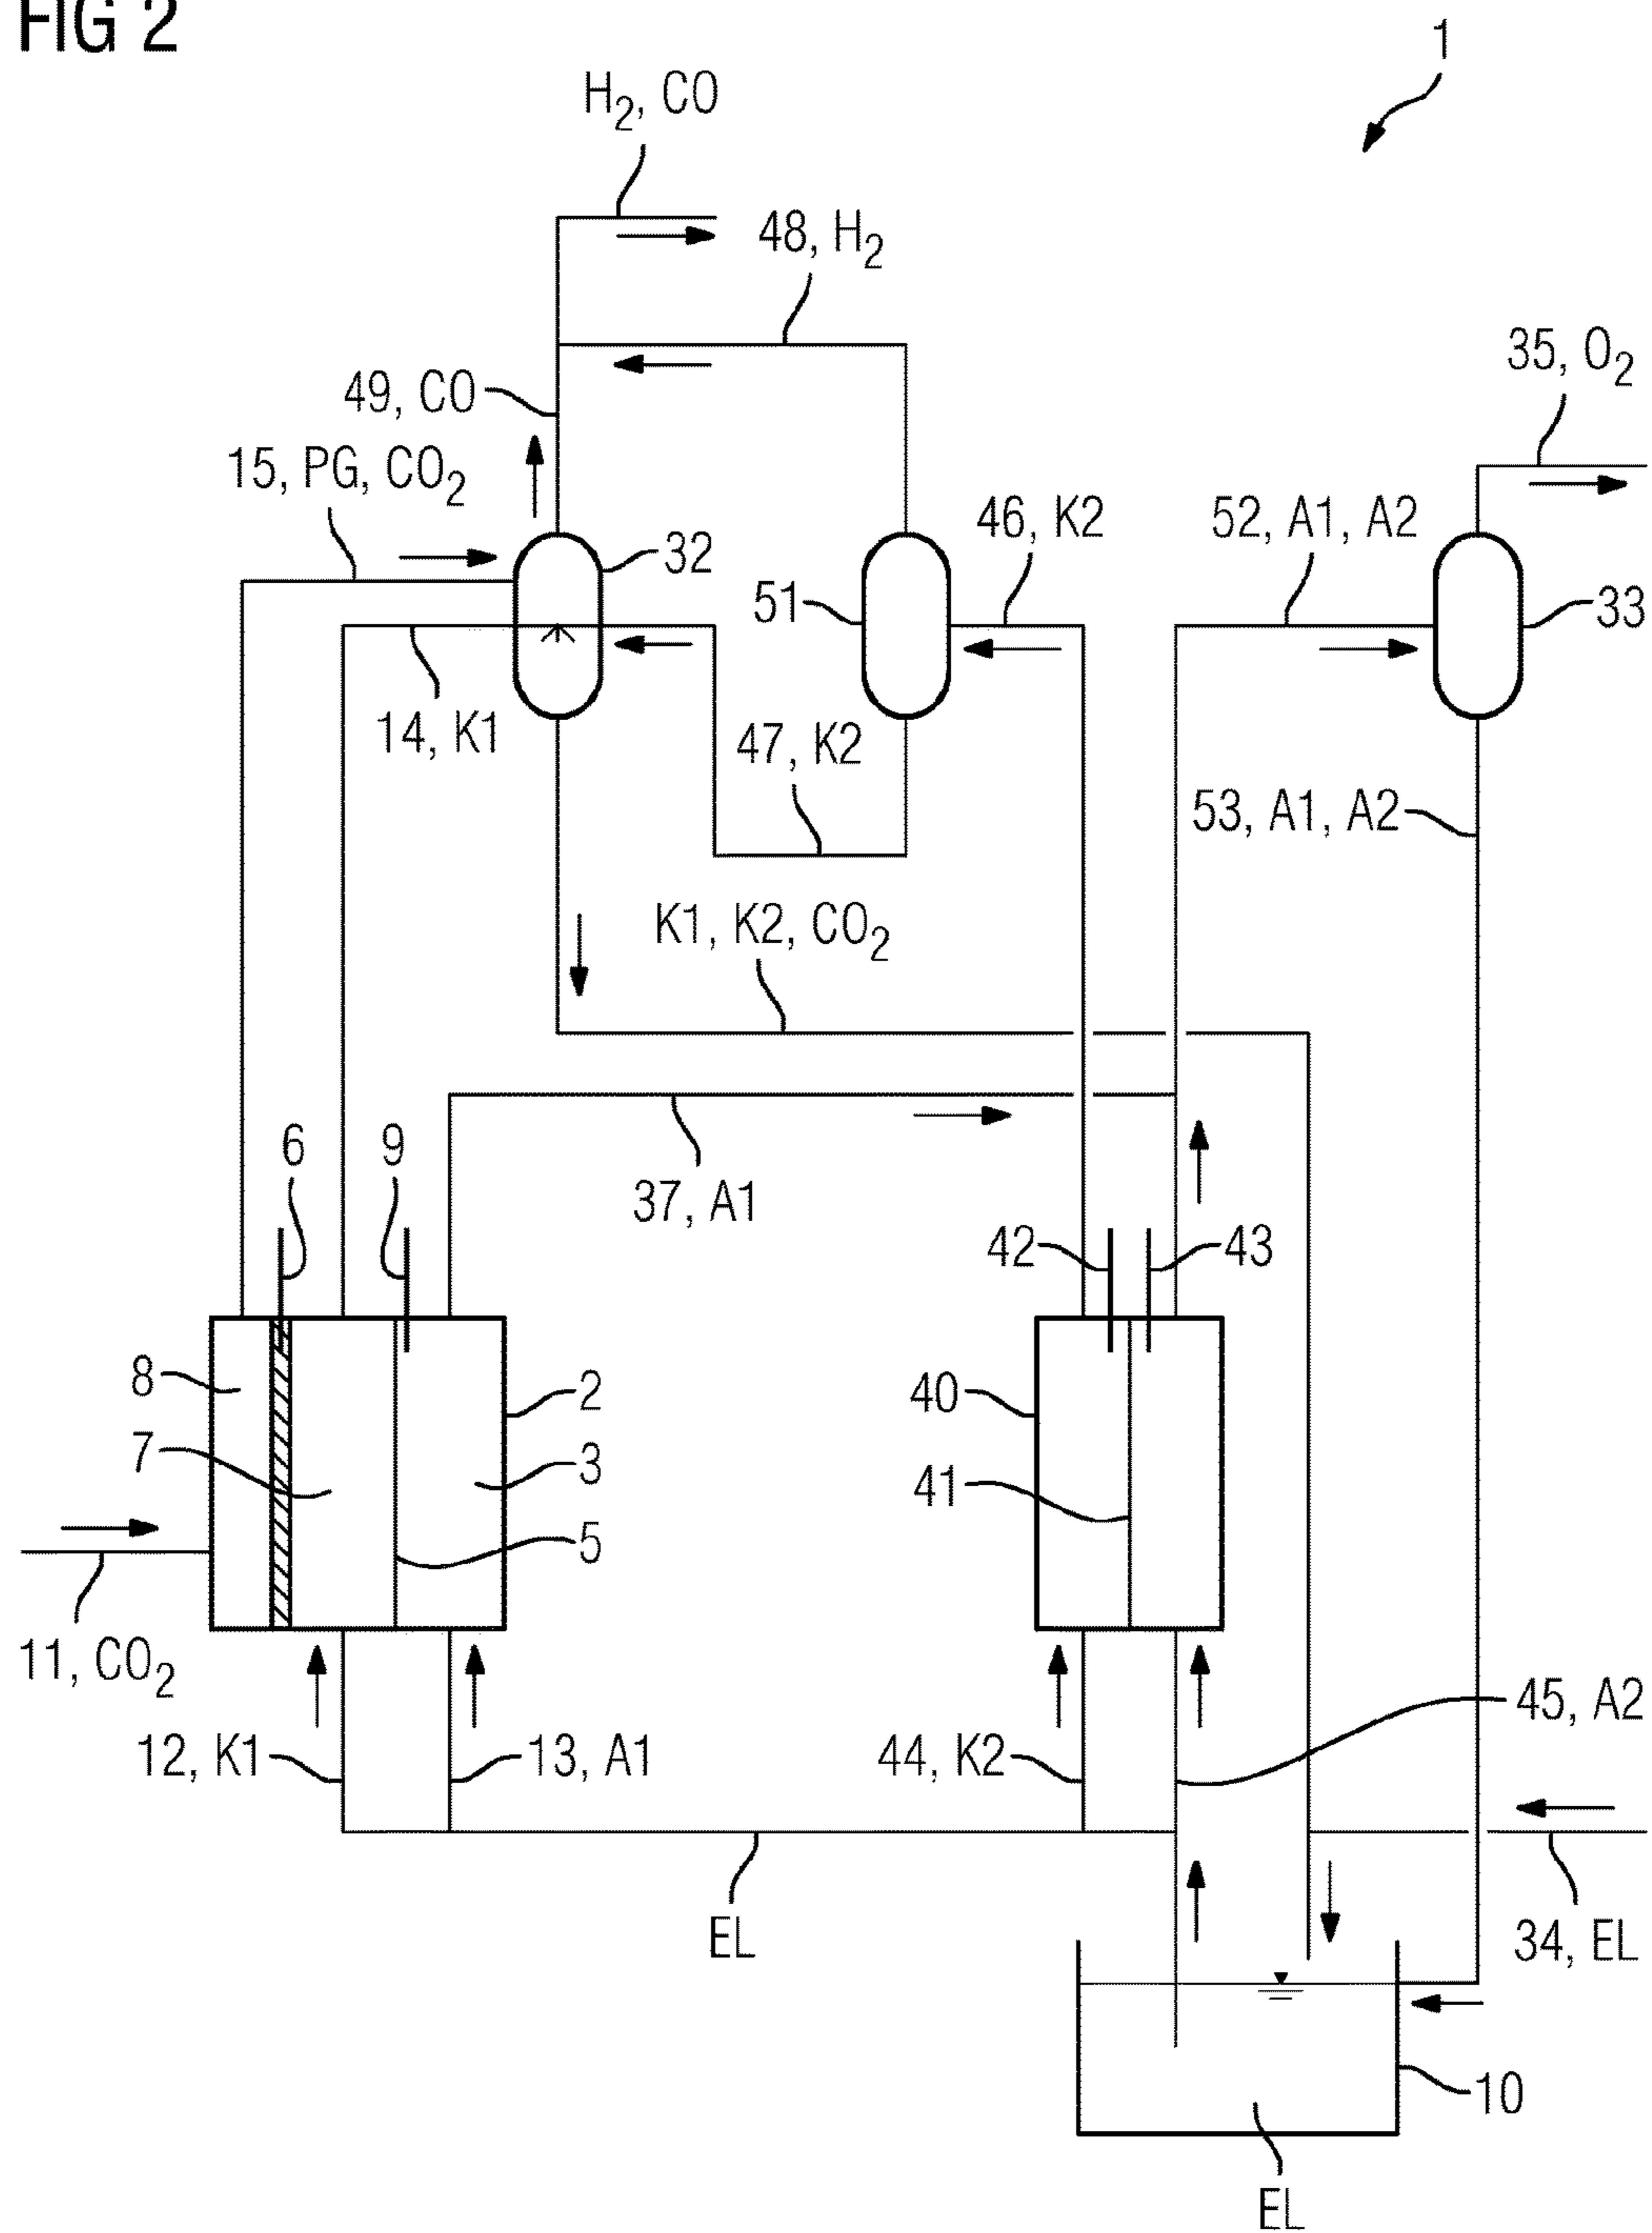 FIG 2
1
H2, CO
48, H2
35, O2
49, CO
15, PG, CO2
46, K2
52, A1, A2
32
51
33
14, K1
47, K2
53, A1, A2
K1, K2, CO2
6
9
37, A1
42
43
8
2
40
7
3
41
5
11, CO2
45, A2
12, K1
13, A1
44, K2
EL
34, EL
10
EL